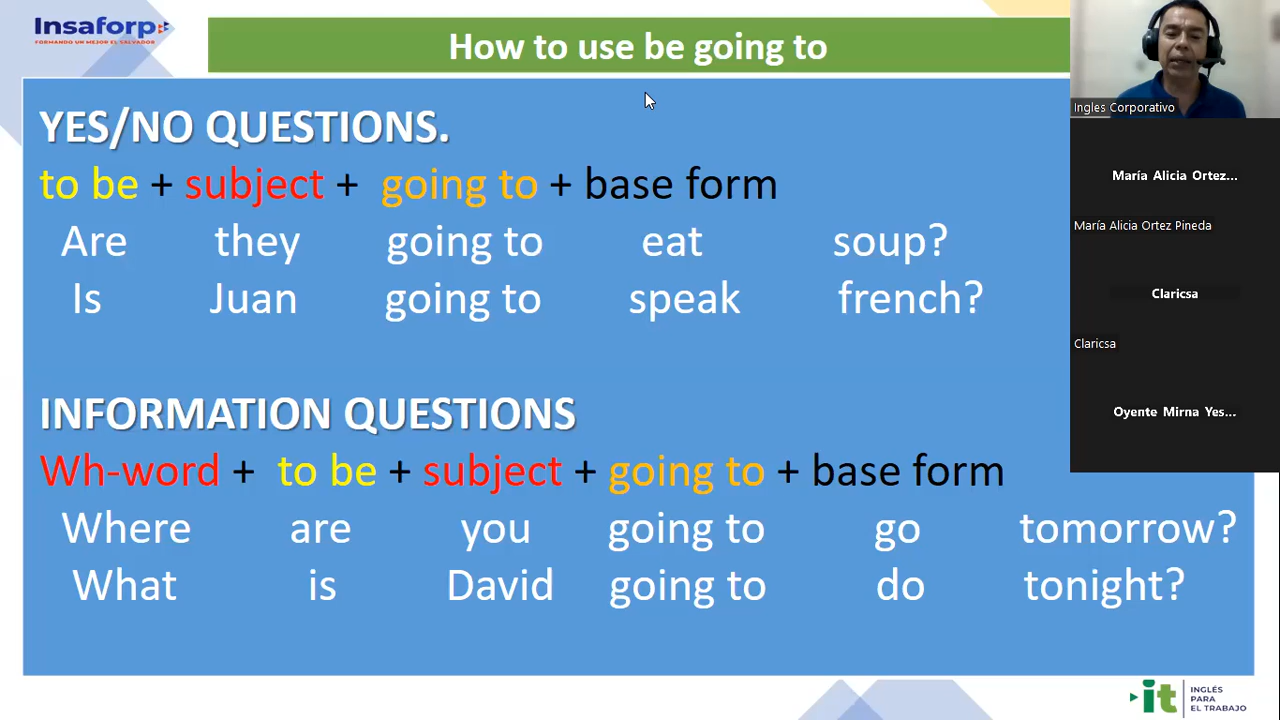 Insaforp
FORMANDO UN MEJOR EL SALVADOR
How to use be going to
YES/NO QUESTIONS.
to be + subject + going to + base form
Are they going to eat soup?
Is Juan going to speak french?
INFORMATION QUESTIONS
Wh-word + to be + subject + going to + base form
Where are you going to go tomorrow?
What is David going to do tonight?
Ingles Corporativo
María Alicia Ortez...
María Alicia Ortez Pineda
Claricsa
Claricsa
Oyente Mirna Yes...
it
INGLÉS
PARA
EL TRABAJO